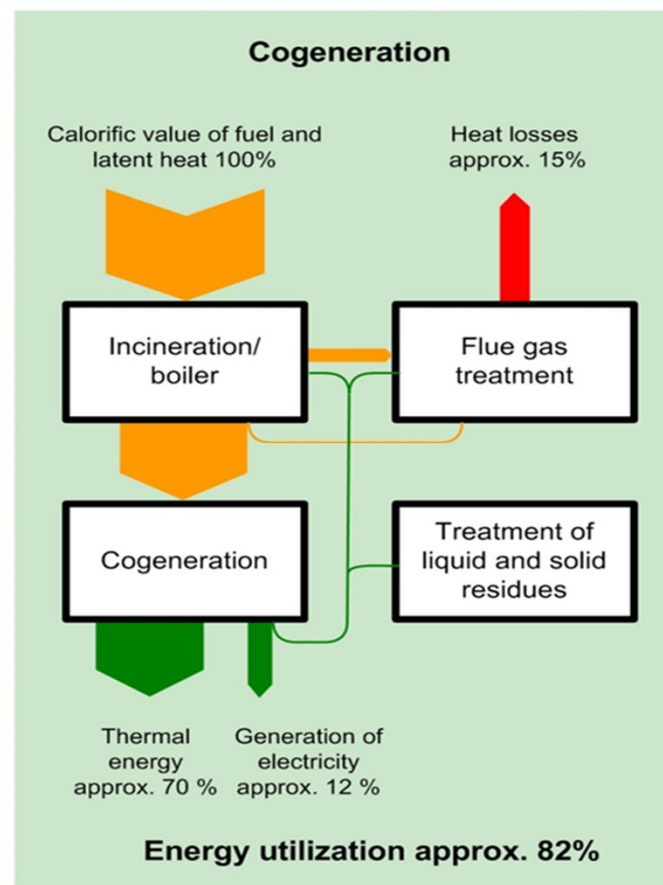 Cogeneration
Calorific value of fuel and
latent heat 100%
Heat losses
approx. 15%
Incineration/
boiler
Flue gas
treatment
Cogeneration
Treatment of
liquid and solid
residues
Thermal
energy
approx. 70 %
Generation of
electricity
approx. 12 %
Energy utilization approx. 82%